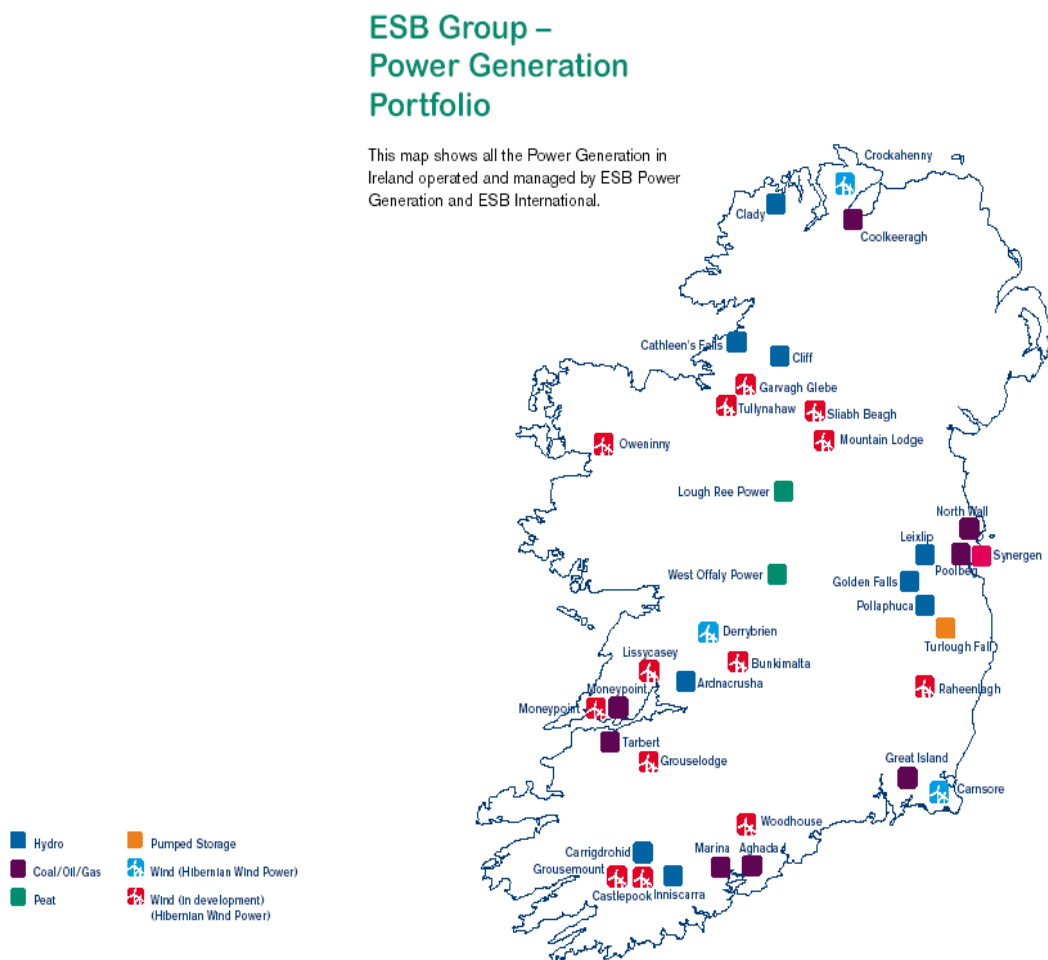 ESB Group –
Power Generation
Portfolio
This map shows all the Power Generation in
Ireland operated and managed by ESB Power
Generation and ESB International.
Crockahenny
Clady
Coolkeeragh
Cathleen's Falls
Cliff
Garvagh Glebe
Tullynahaw
Sliabh Beagh
Mountain Lodge
Oweninny
Lough Ree Power
North Wall
Leixlip
Poolbeg
Synergen
West Offaly Power
Golden Falls
Pollaphuca
Turlough Fall
Derrybrien
Lissycasey
Bunkimalta
Ardnacrusha
Raheenlagh
Moneypoint
Moneypoint
Tarbert
Grouselodge
Great Island
Carnsore
Woodhouse
Marina
Aghada
Carrigdrohid
Grousemount
Castlepook
Inniscarra
Hydro
Coal/Oil/Gas
Peat
Pumped Storage
Wind (Hibernian Wind Power)
Wind (in development)
(Hibernian Wind Power)